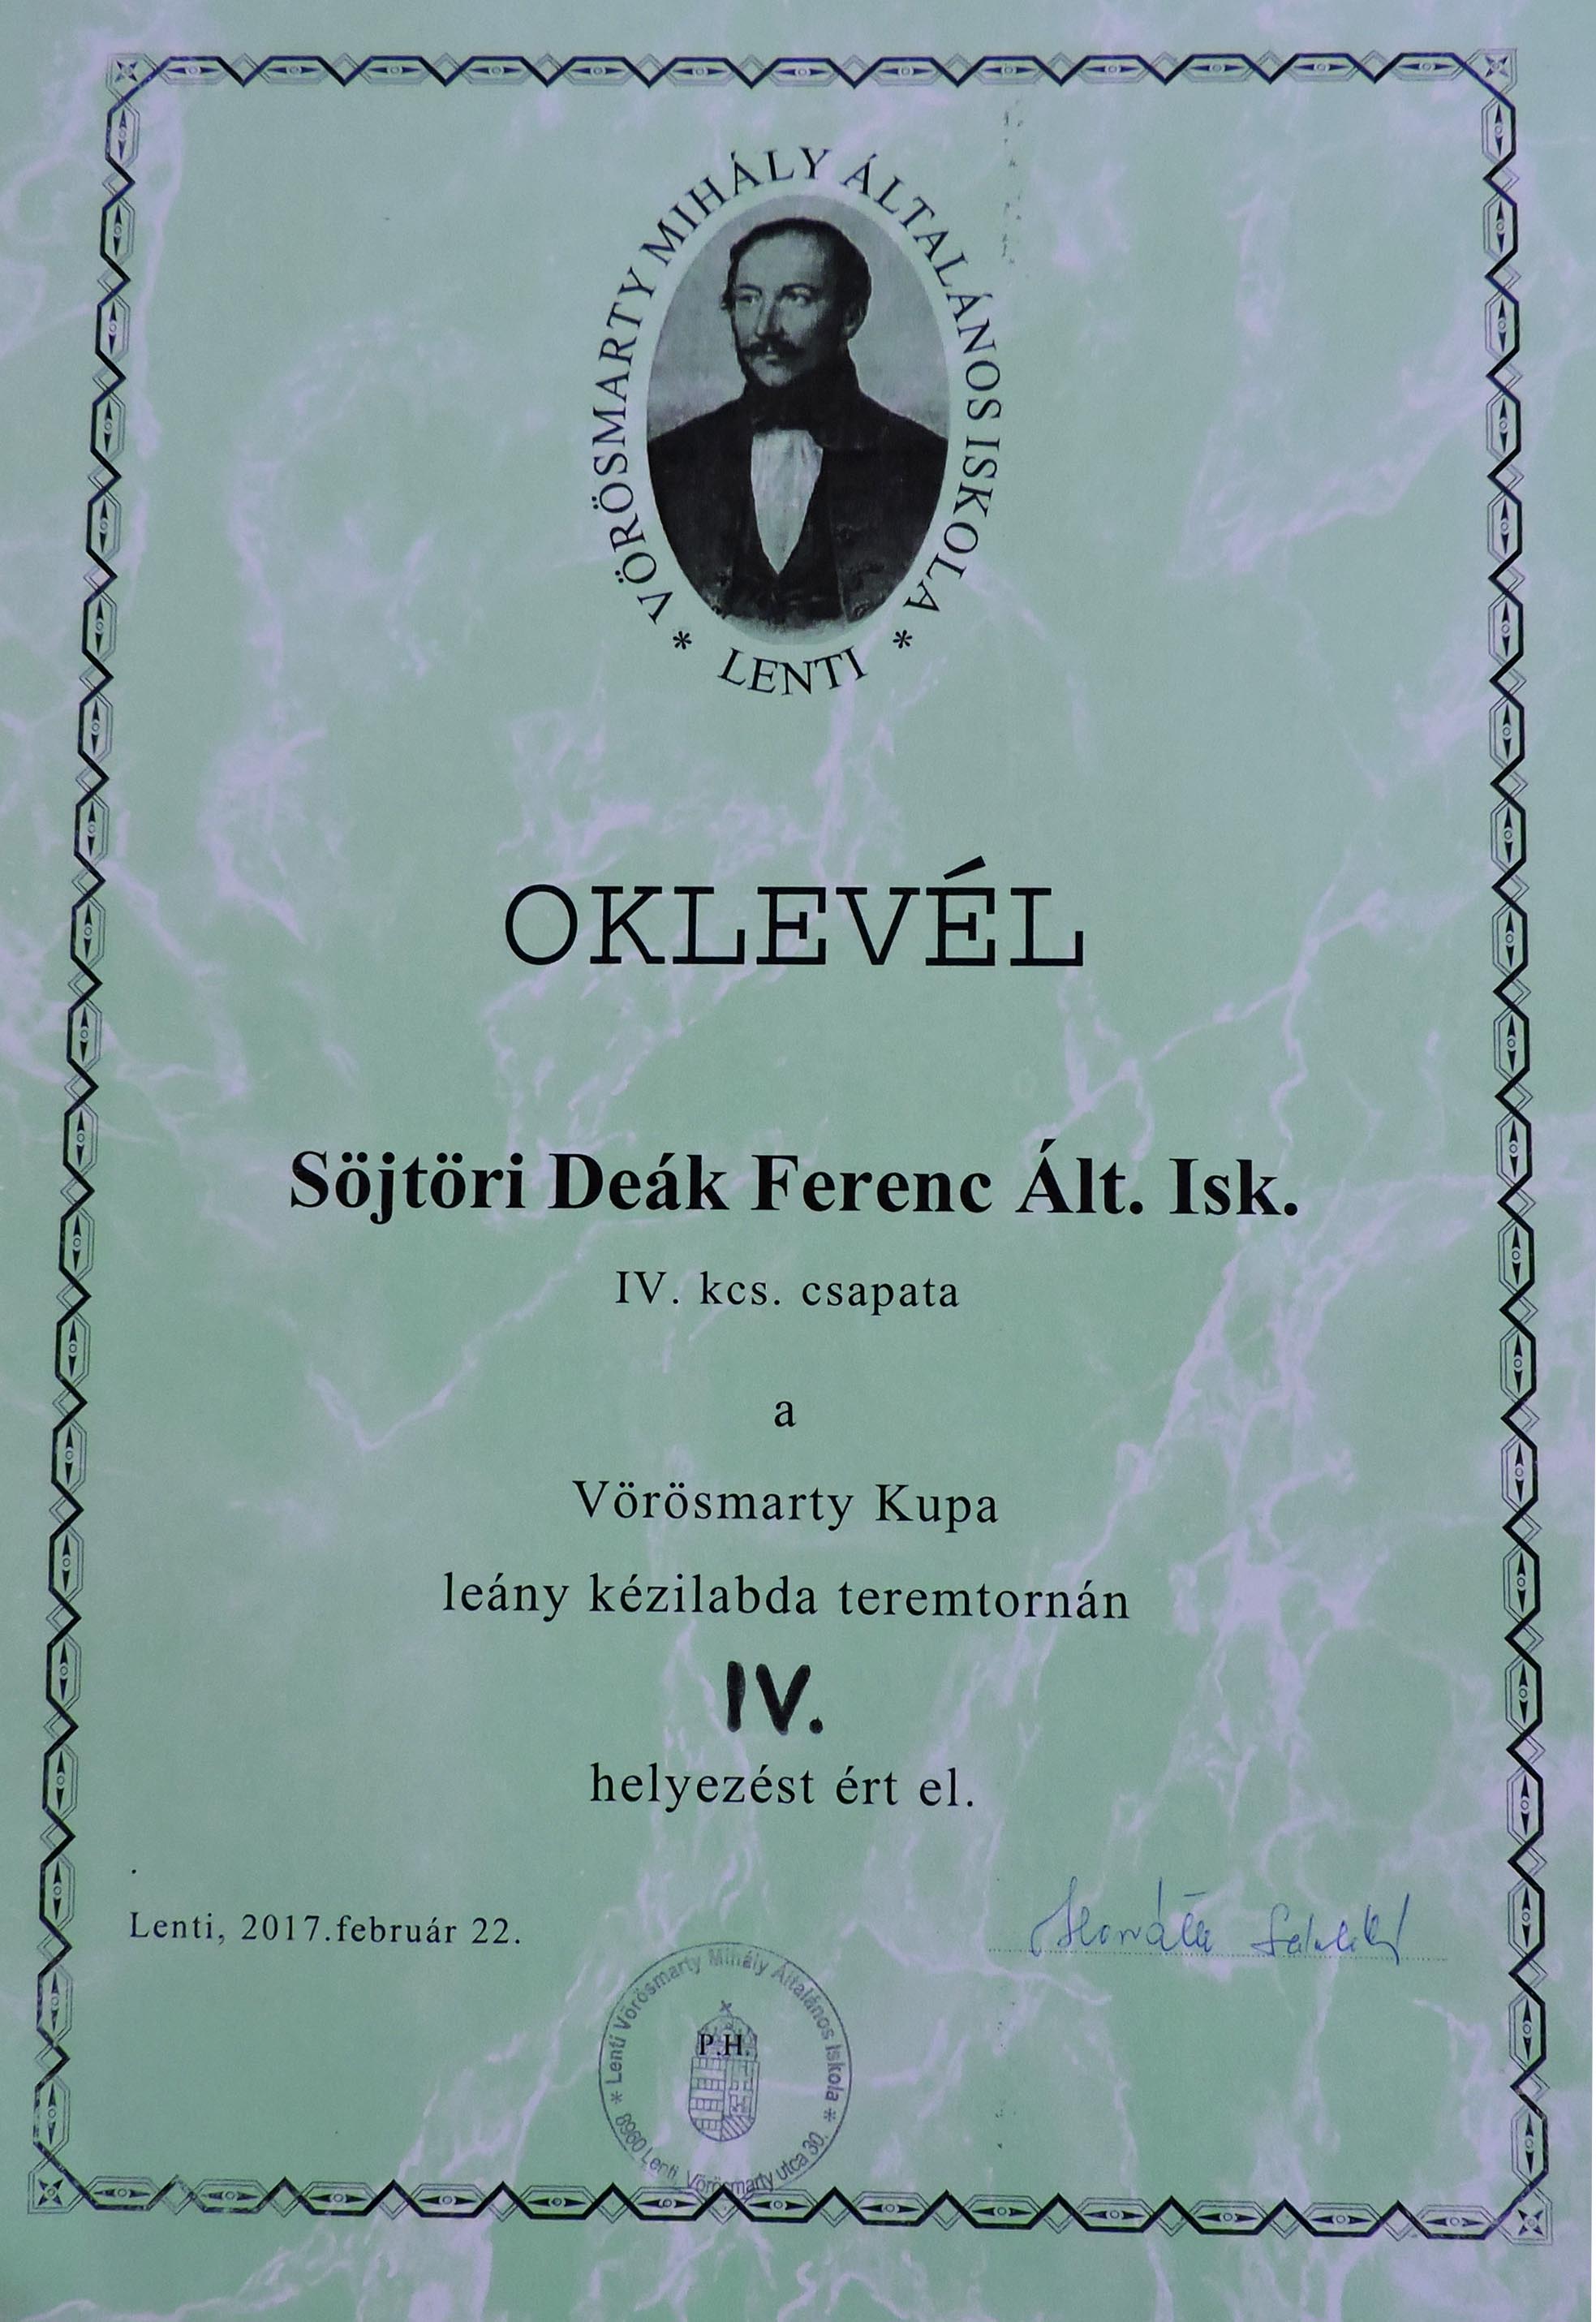 VÖRÖSMARTY MIHÁLY ÁLTALÁNOS ISKOLA
* LENTI *
OKLEVÉL
Söjtöri Deák Ferenc Ált. Isk.
IV. kcs. csapata
a
Vörösmarty Kupa
leány kézilabda teremtornán
IV.
helyezést ért el.
Lenti, 2017.február 22.
Horváth
* Lenti Vörösmarty Mihály Általános Iskola *
P.H.
8960 Lenti, Vörösmarty utca 30.